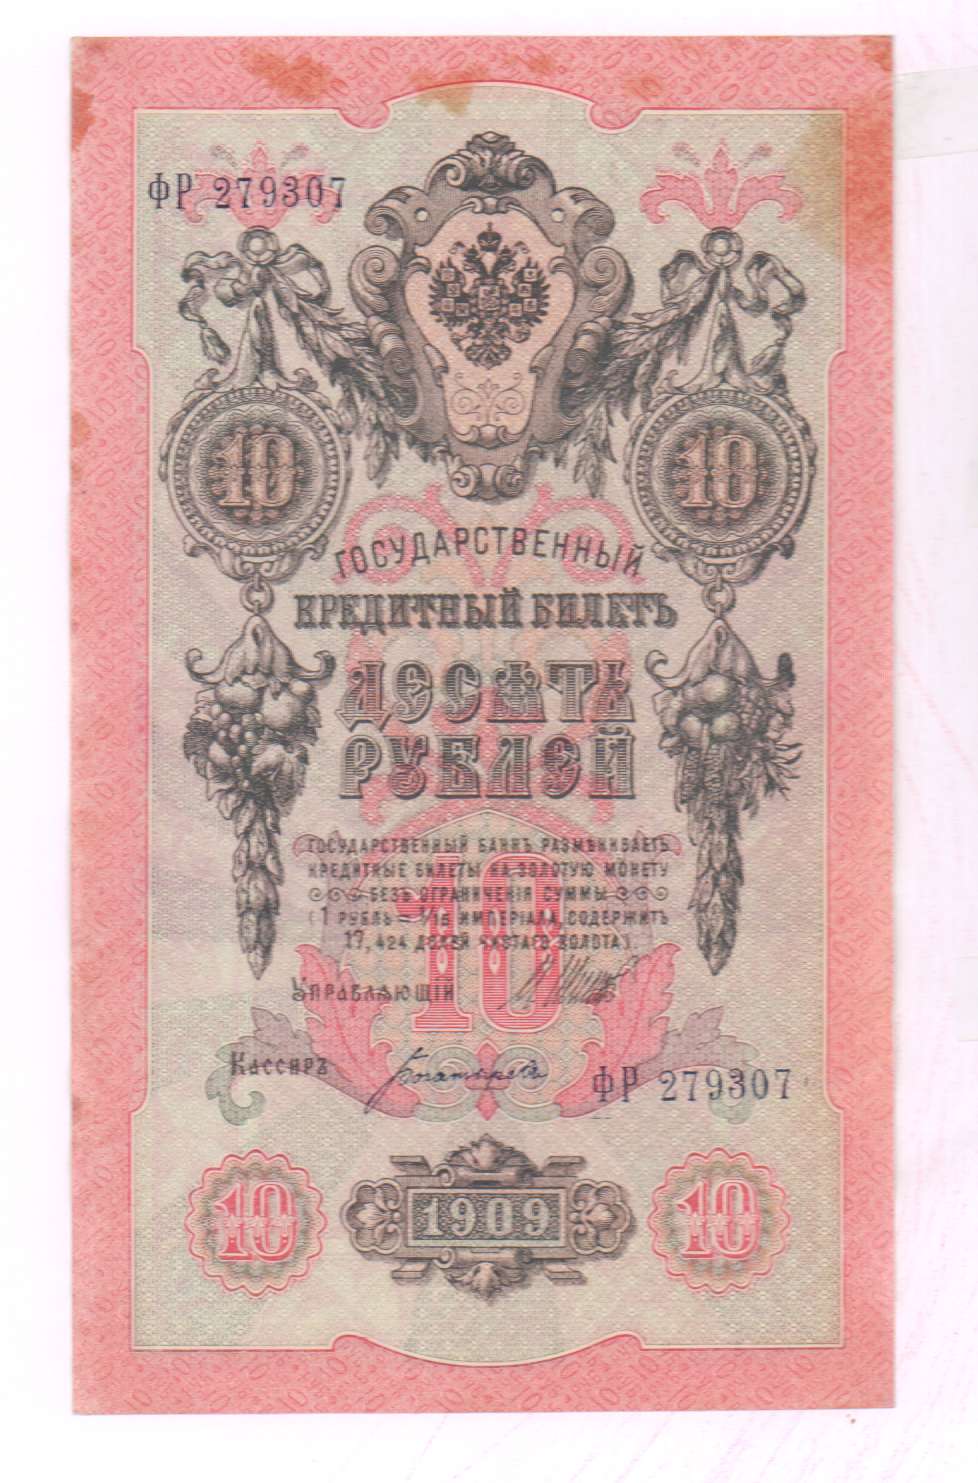 ФР 279307
10 10
ГОСУДАРСТВЕННЫЙ
КРЕДИТНЫЙ БИЛЕТЪ
ДЕСЯТЬ
РУБЛЕЙ
ГОСУДАРСТВЕННЫЙ БАНКЪ РАЗМѢНИВАЕТЪ
КРЕДИТНЫЕ БИЛЕТЫ НА ЗОЛОТУЮ МОНЕТУ
БЕЗЪ ОГРАНИЧЕНІЯ СУММЫ
(1 РУБЛЬ = 1/15 ИМПЕРІАЛА, СОДЕРЖИТЪ
17,424 ДОЛЕЙ ЧИСТАГО ЗОЛОТА).
10
УПРАВЛЯЮЩІЙ
Кассиръ
ФР 279307
10 1909 10